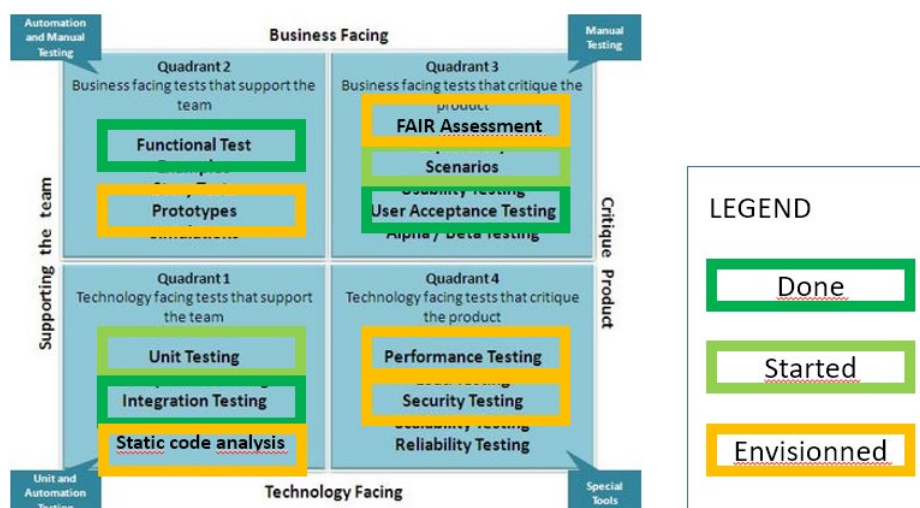 Automation
and Manual
Testing
Business Facing
Manual
Testing
Quadrant 2
Business facing tests that support the
team
Functional Test
Prototypes
Quadrant 3
Business facing tests that critique the
product
FAIR Assessment
Scenarios
Usability Testing
User Acceptance Testing
Alpha / Beta Testing
Supporting the team
Critique Product
Quadrant 1
Technology facing tests that support
the team
Unit Testing
Integration Testing
Static code analysis
Quadrant 4
Technology facing tests that critique
the product
Performance Testing
Security Testing
Scalability Testing
Reliability Testing
Unit and
Automation
Testing
Technology Facing
Special
Tools
LEGEND
Done
Started
Envisionned